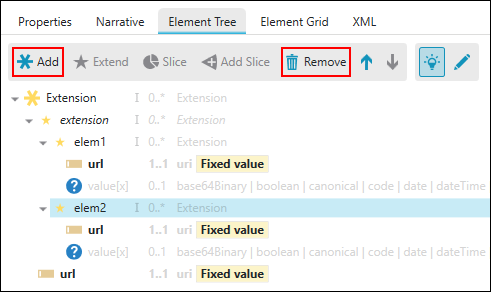 Properties Narrative Element Tree Element Grid XML
Add Extend Slice Add Slice Remove
Extension I 0..* Extension
extension I 0..* Extension
elem1 I 0..* Extension
url 1..1 uri Fixed value
value[x] 0..1 base64Binary | boolean | canonical | code | date | dateTime
elem2 I 0..* Extension
url 1..1 uri Fixed value
value[x] 0..1 base64Binary | boolean | canonical | code | date | dateTime
url 1..1 uri Fixed value